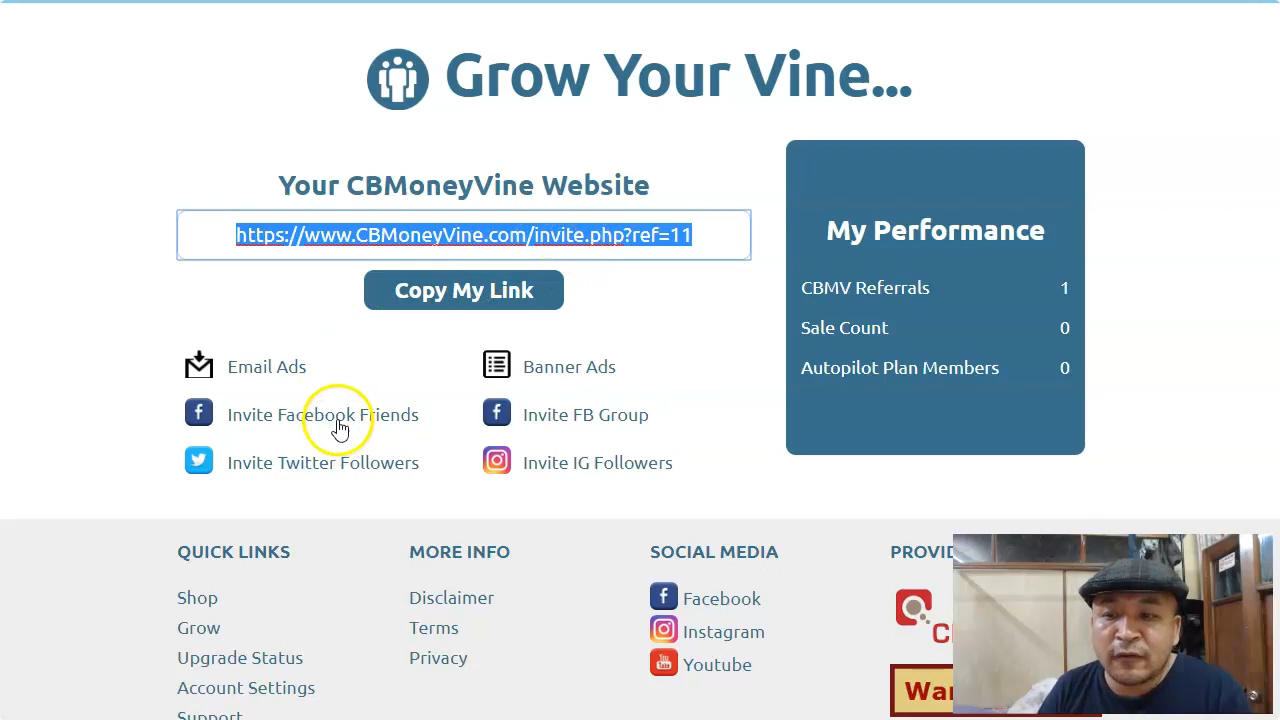 Grow Your Vine...
Your CBMoneyVine Website
https://www.CBMoneyVine.com/invite.php?ref=11
Copy My Link
Email Ads
Banner Ads
Invite Facebook Friends
Invite FB Group
Invite Twitter Followers
Invite IG Followers
My Performance
CBMV Referrals 1
Sale Count 0
Autopilot Plan Members 0
QUICK LINKS
Shop
Grow
Upgrade Status
Account Settings
Support
MORE INFO
Disclaimer
Terms
Privacy
SOCIAL MEDIA
Facebook
Instagram
Youtube